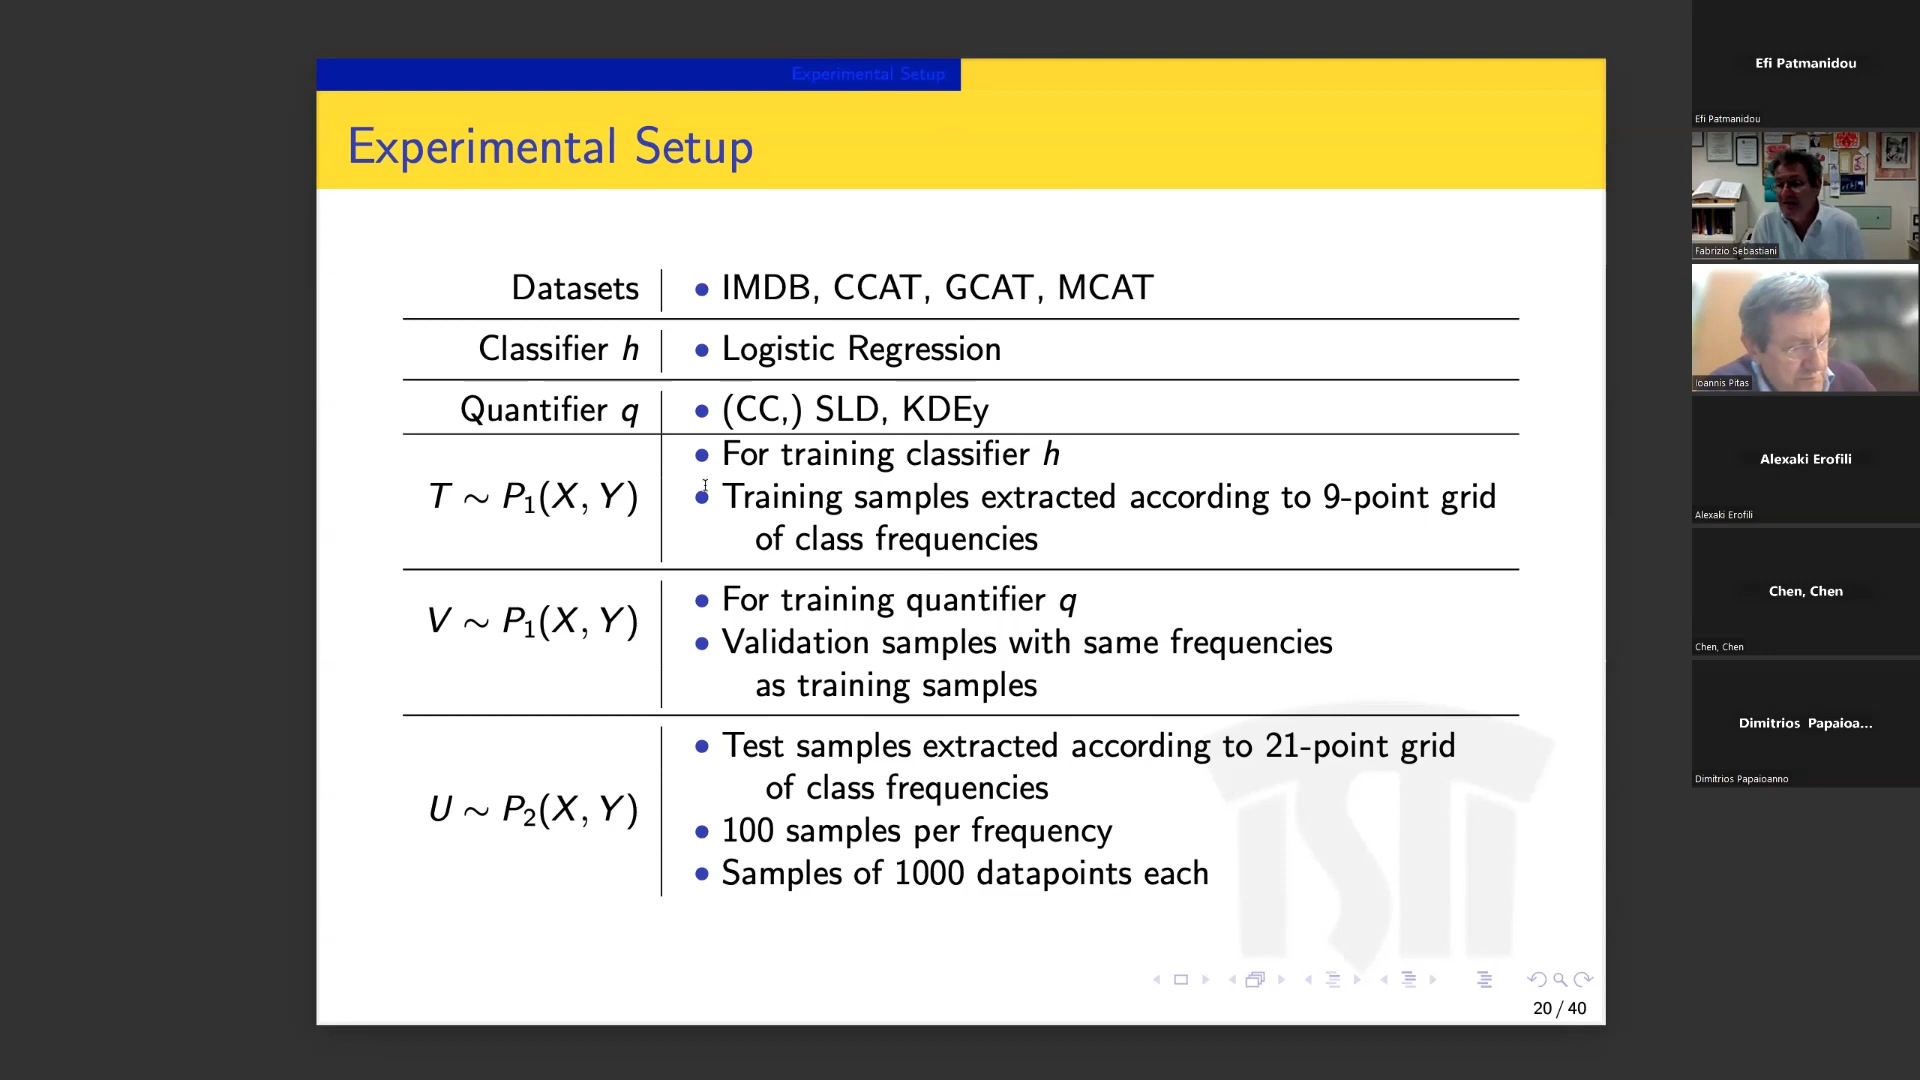 Experimental Setup
Experimental Setup
Datasets
• IMDB, CCAT, GCAT, MCAT
Classifier h
• Logistic Regression
Quantifier q
• (CC,) SLD, KDEy
T ∼ P₁(X, Y)
• For training classifier h
• Training samples extracted according to 9-point grid
of class frequencies
V ∼ P₁(X, Y)
• For training quantifier q
• Validation samples with same frequencies
as training samples
U ∼ P₂(X, Y)
• Test samples extracted according to 21-point grid
of class frequencies
• 100 samples per frequency
• Samples of 1000 datapoints each
ISTI
20 / 40
Efi Patmanidou
Efi Patmanidou
Fabrizio Sebastiani
Ioannis Pitas
Alexaki Erofili
Alexaki Erofili
Chen, Chen
Chen, Chen
Dimitrios Papaioa...
Dimitrios Papaioanno